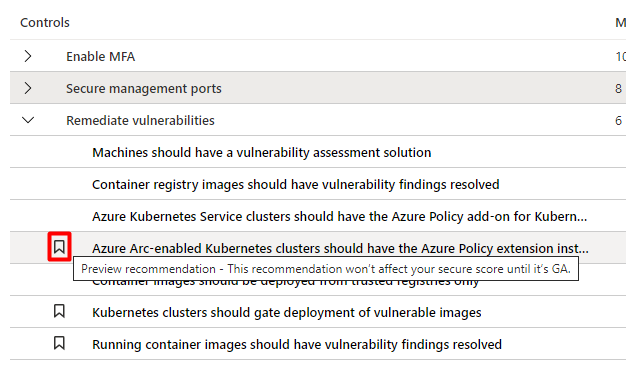 Controls M
Enable MFA 10
Secure management ports 8
Remediate vulnerabilities 6
Machines should have a vulnerability assessment solution
Container registry images should have vulnerability findings resolved
Azure Kubernetes Service clusters should have the Azure Policy add-on for Kubern...
Azure Arc-enabled Kubernetes clusters should have the Azure Policy extension inst...
Preview recommendation - This recommendation won't affect your secure score until it's GA.
Container images should be deployed from trusted registries only
Kubernetes clusters should gate deployment of vulnerable images
Running container images should have vulnerability findings resolved